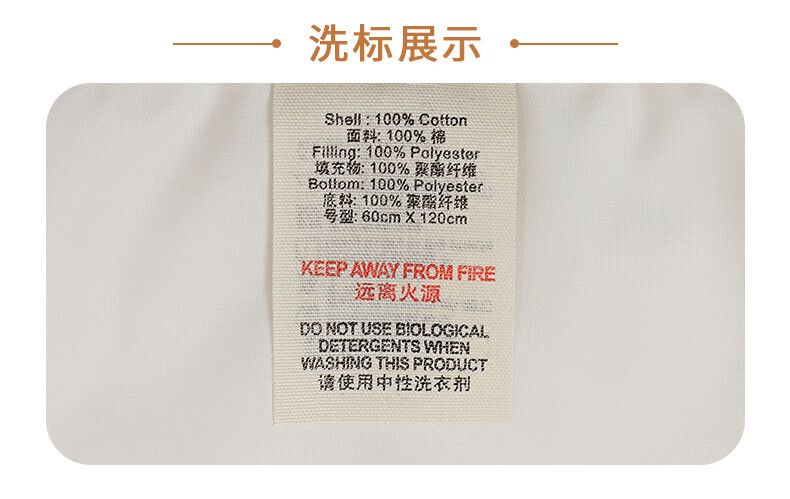 洗标展示
Shell : 100% Cotton
面料: 100% 棉
Filling: 100% Polyester
填充物: 100% 聚酯纤维
Bottom: 100% Polyester
底料: 100% 聚酯纤维
号型: 60cm X 120cm
KEEP AWAY FROM FIRE
远离火源
DO NOT USE BIOLOGICAL
DETERGENTS WHEN
WASHING THIS PRODUCT
请使用中性洗衣剂